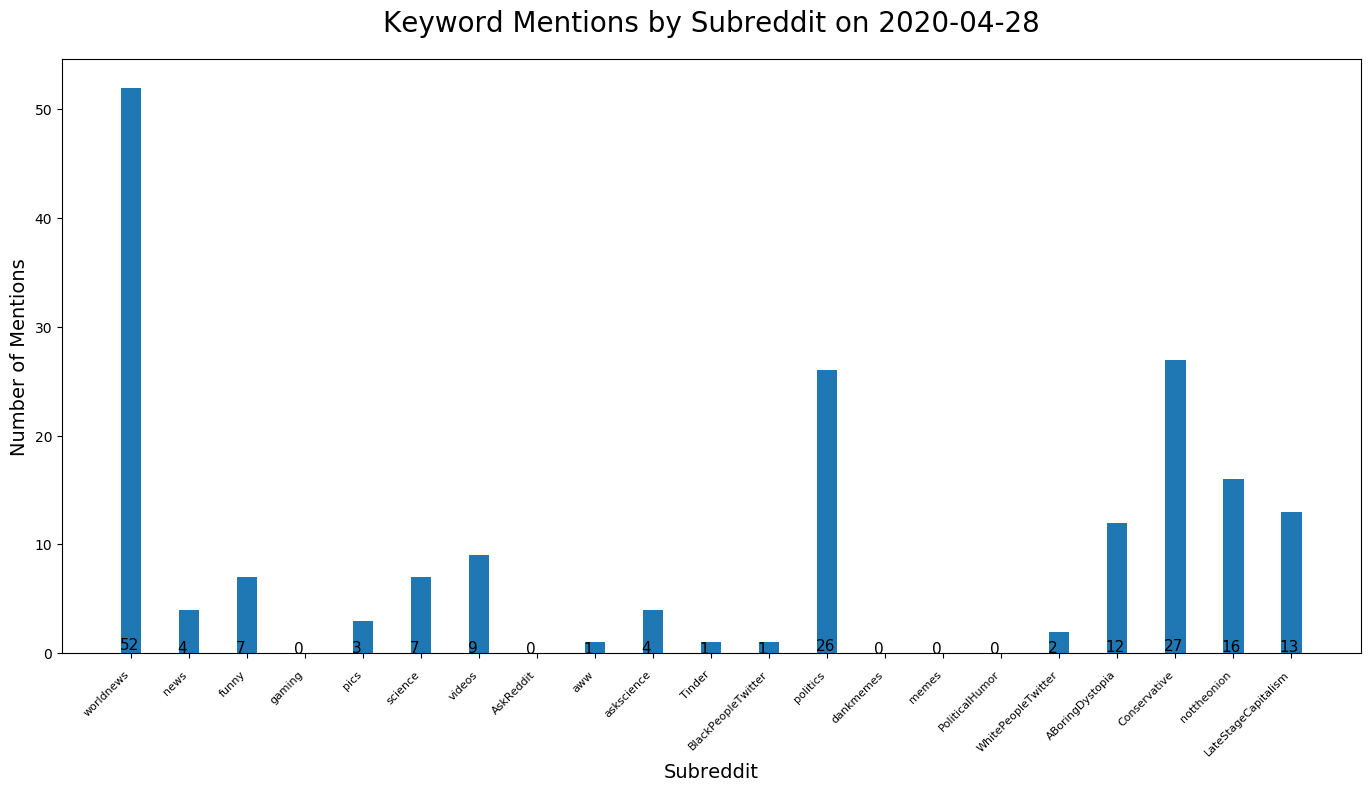 Keyword Mentions by Subreddit on 2020-04-28
Number of Mentions
50
40
30
20
10
0
52
4
7
0
3
7
9
0
1
4
1
1
26
0
0
0
2
12
27
16
13
worldnews
news
funny
gaming
pics
science
videos
AskReddit
aww
askscience
Tinder
BlackPeopleTwitter
politics
dankmemes
memes
PoliticalHumor
WhitePeopleTwitter
ABoringDystopia
Conservative
nottheonion
LateStageCapitalism
Subreddit